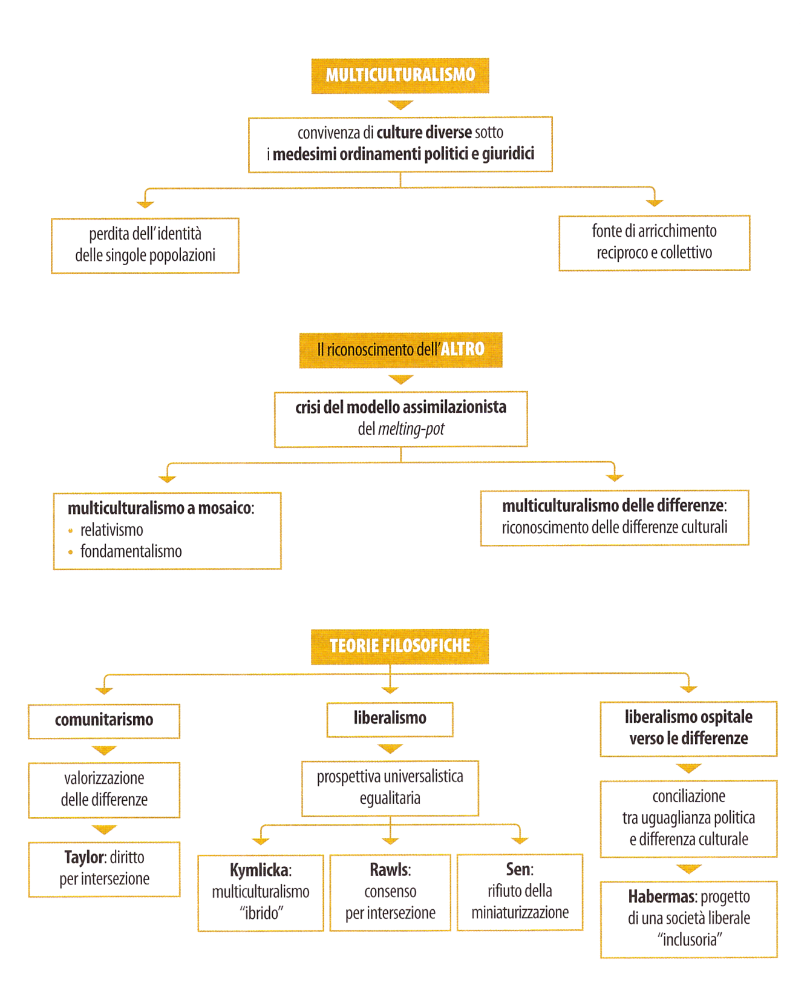 MULTICULTURALISMO
convivenza di culture diverse sotto
i medesimi ordinamenti politici e giuridici
perdita dell'identità
delle singole popolazioni
fonte di arricchimento
reciproco e collettivo
Il riconoscimento dell'ALTRO
crisi del modello assimilazionista
del melting-pot
multiculturalismo a mosaico:
• relativismo
• fondamentalismo
multiculturalismo delle differenze:
riconoscimento delle differenze culturali
TEORIE FILOSOFICHE
comunitarismo
valorizzazione
delle differenze
Taylor: diritto
per intersezione
liberalismo
prospettiva universalistica
egualitaria
Kymlicka:
multiculturalismo
"ibrido"
Rawls:
consenso
per intersezione
Sen:
rifiuto della
miniaturizzazione
liberalismo ospitale
verso le differenze
conciliazione
tra uguaglianza politica
e differenza culturale
Habermas: progetto
di una società liberale
"inclusoria"